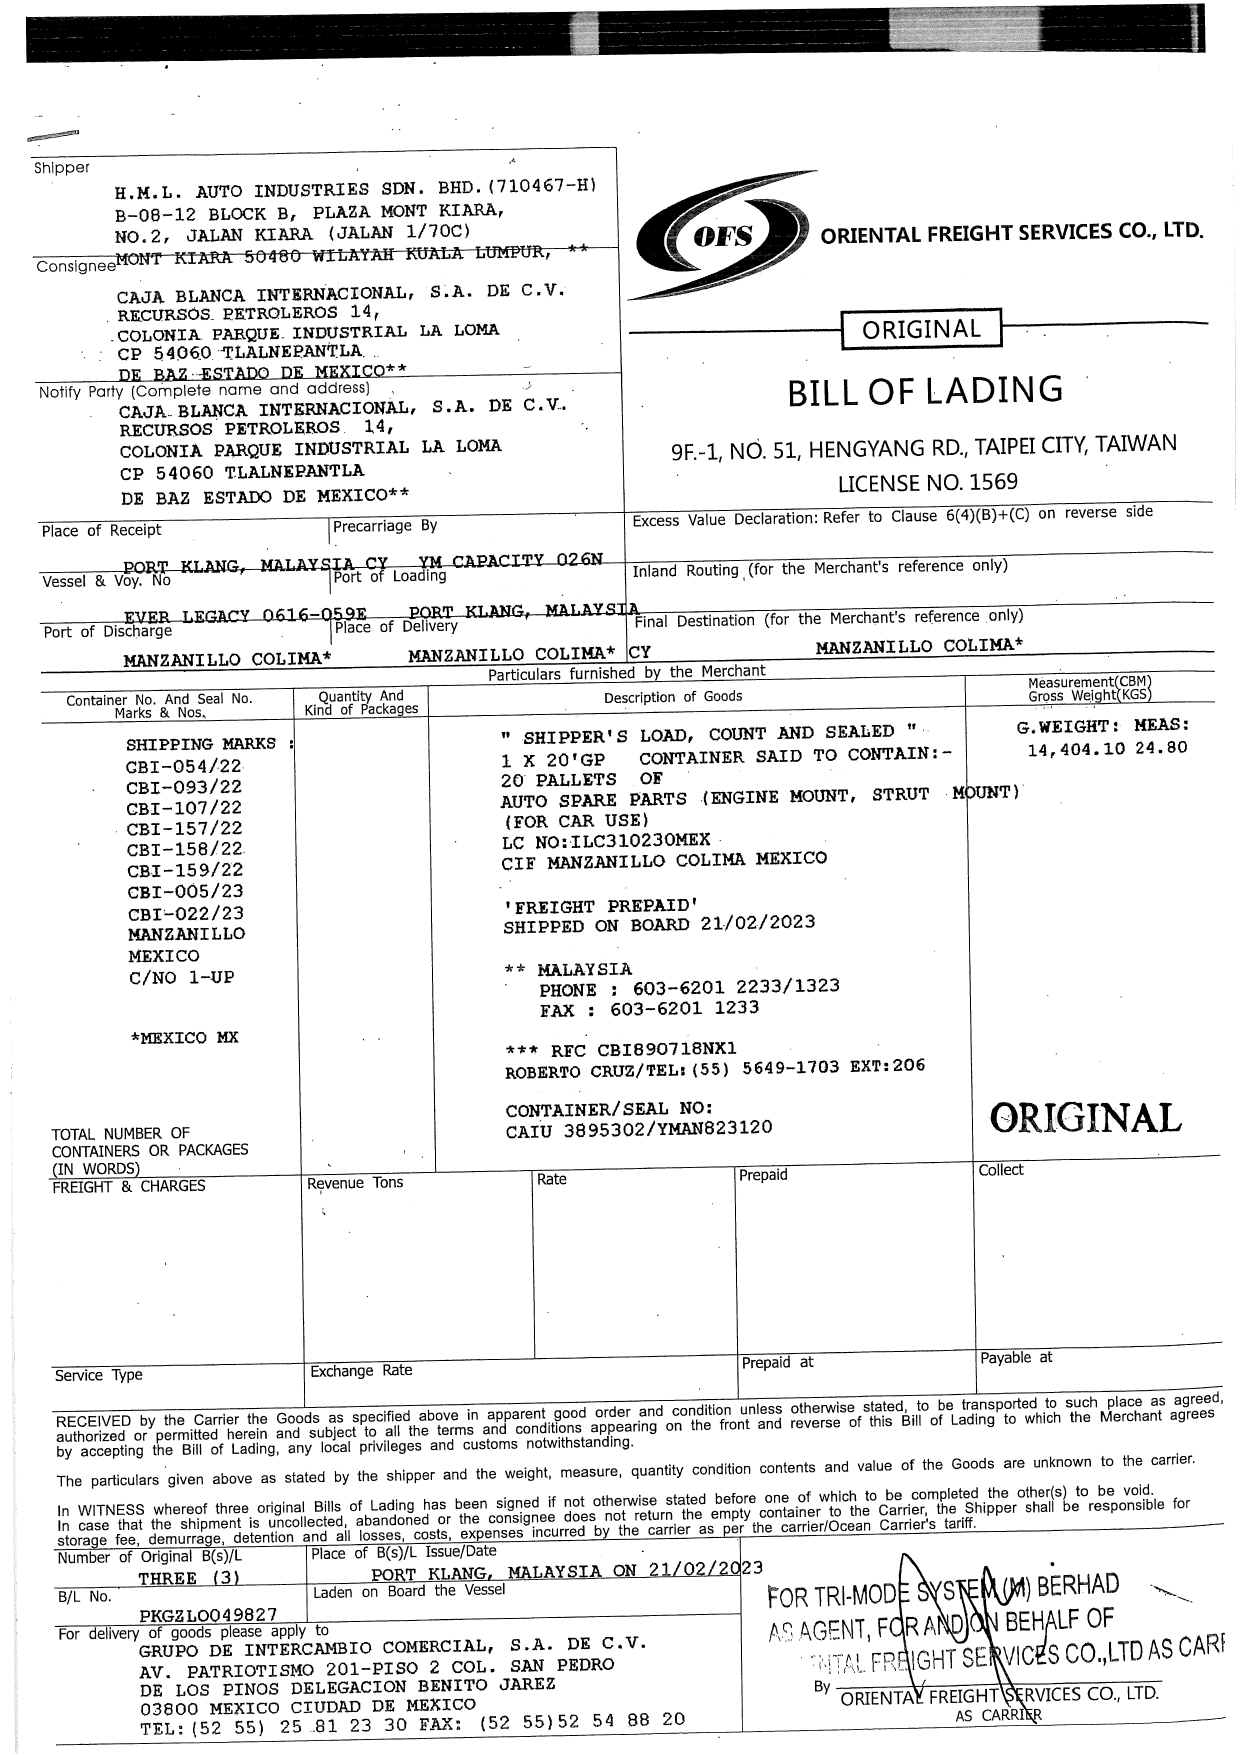 Shipper
H.M.L. AUTO INDUSTRIES SDN. BHD.(710467-H)
B-08-12 BLOCK B, PLAZA MONT KIARA,
NO.2, JALAN KIARA (JALAN 1/70C)
MONT KIARA 50480 WILAYAH KUALA LUMPUR, **
Consignee
CAJA BLANCA INTERNACIONAL, S.A. DE C.V.
RECURSOS PETROLEROS 14,
COLONIA PARQUE INDUSTRIAL LA LOMA
CP 54060 TLALNEPANTLA
DE BAZ ESTADO DE MEXICO**
Notify Party (Complete name and address)
CAJA BLANCA INTERNACIONAL, S.A. DE C.V.
RECURSOS PETROLEROS 14,
COLONIA PARQUE INDUSTRIAL LA LOMA
CP 54060 TLALNEPANTLA
DE BAZ ESTADO DE MEXICO**
OFS
ORIENTAL FREIGHT SERVICES CO., LTD.
ORIGINAL
BILL OF LADING
9F.-1, NO. 51, HENGYANG RD., TAIPEI CITY, TAIWAN
LICENSE NO. 1569
Place of Receipt
Precarriage By
Excess Value Declaration: Refer to Clause 6(4)(B)+(C) on reverse side
PORT KLANG, MALAYSIA CY YM CAPACITY 026N
Vessel & Voy. No
Port of Loading
Inland Routing (for the Merchant's reference only)
EVER LEGACY 0616-059E PORT KLANG, MALAYSIA
Port of Discharge
Place of Delivery
Final Destination (for the Merchant's reference only)
MANZANILLO COLIMA* MANZANILLO COLIMA* CY MANZANILLO COLIMA*
Particulars furnished by the Merchant
Container No. And Seal No.
Marks & Nos.
Quantity And
Kind of Packages
Description of Goods
Measurement(CBM)
Gross Weight(KGS)
SHIPPING MARKS :
CBI-054/22
CBI-093/22
CBI-107/22
CBI-157/22
CBI-158/22
CBI-159/22
CBI-005/23
CBI-022/23
MANZANILLO
MEXICO
C/NO 1-UP
*MEXICO MX
" SHIPPER'S LOAD, COUNT AND SEALED "
1 X 20'GP CONTAINER SAID TO CONTAIN:-
20 PALLETS OF
AUTO SPARE PARTS (ENGINE MOUNT, STRUT MOUNT)
(FOR CAR USE)
LC NO:ILC310230MEX
CIF MANZANILLO COLIMA MEXICO
'FREIGHT PREPAID'
SHIPPED ON BOARD 21/02/2023
** MALAYSIA
PHONE : 603-6201 2233/1323
FAX : 603-6201 1233
*** RFC CBI890718NX1
ROBERTO CRUZ/TEL:(55) 5649-1703 EXT:206
CONTAINER/SEAL NO:
CAIU 3895302/YMAN823120
G.WEIGHT: MEAS:
14,404.10 24.80
ORIGINAL
TOTAL NUMBER OF
CONTAINERS OR PACKAGES
(IN WORDS)
FREIGHT & CHARGES
Revenue Tons
Rate
Prepaid
Collect
Service Type
Exchange Rate
Prepaid at
Payable at
RECEIVED by the Carrier the Goods as specified above in apparent good order and condition unless otherwise stated, to be transported to such place as agreed,
authorized or permitted herein and subject to all the terms and conditions appearing on the front and reverse of this Bill of Lading to which the Merchant agrees
by accepting the Bill of Lading, any local privileges and customs notwithstanding.
The particulars given above as stated by the shipper and the weight, measure, quantity condition contents and value of the Goods are unknown to the carrier.
In WITNESS whereof three original Bills of Lading has been signed if not otherwise stated before one of which to be completed the other(s) to be void.
In case that the shipment is uncollected, abandoned or the consignee does not return the empty container to the Carrier, the Shipper shall be responsible for
storage fee, demurrage, detention and all losses, costs, expenses incurred by the carrier as per the carrier/Ocean Carrier's tariff.
Number of Original B(s)/L
THREE (3)
Place of B(s)/L Issue/Date
PORT KLANG, MALAYSIA ON 21/02/2023
B/L No.
PKGZL0049827
Laden on Board the Vessel
For delivery of goods please apply to
GRUPO DE INTERCAMBIO COMERCIAL, S.A. DE C.V.
AV. PATRIOTISMO 201-PISO 2 COL. SAN PEDRO
DE LOS PINOS DELEGACION BENITO JAREZ
03800 MEXICO CIUDAD DE MEXICO
TEL:(52 55) 25 81 23 30 FAX: (52 55)52 54 88 20
FOR TRI-MODE SYSTEM (M) BERHAD
AS AGENT, FOR AND ON BEHALF OF
FREIGHT SERVICES CO.,LTD AS
By
ORIENTAL FREIGHT SERVICES CO., LTD.
AS CARRIER